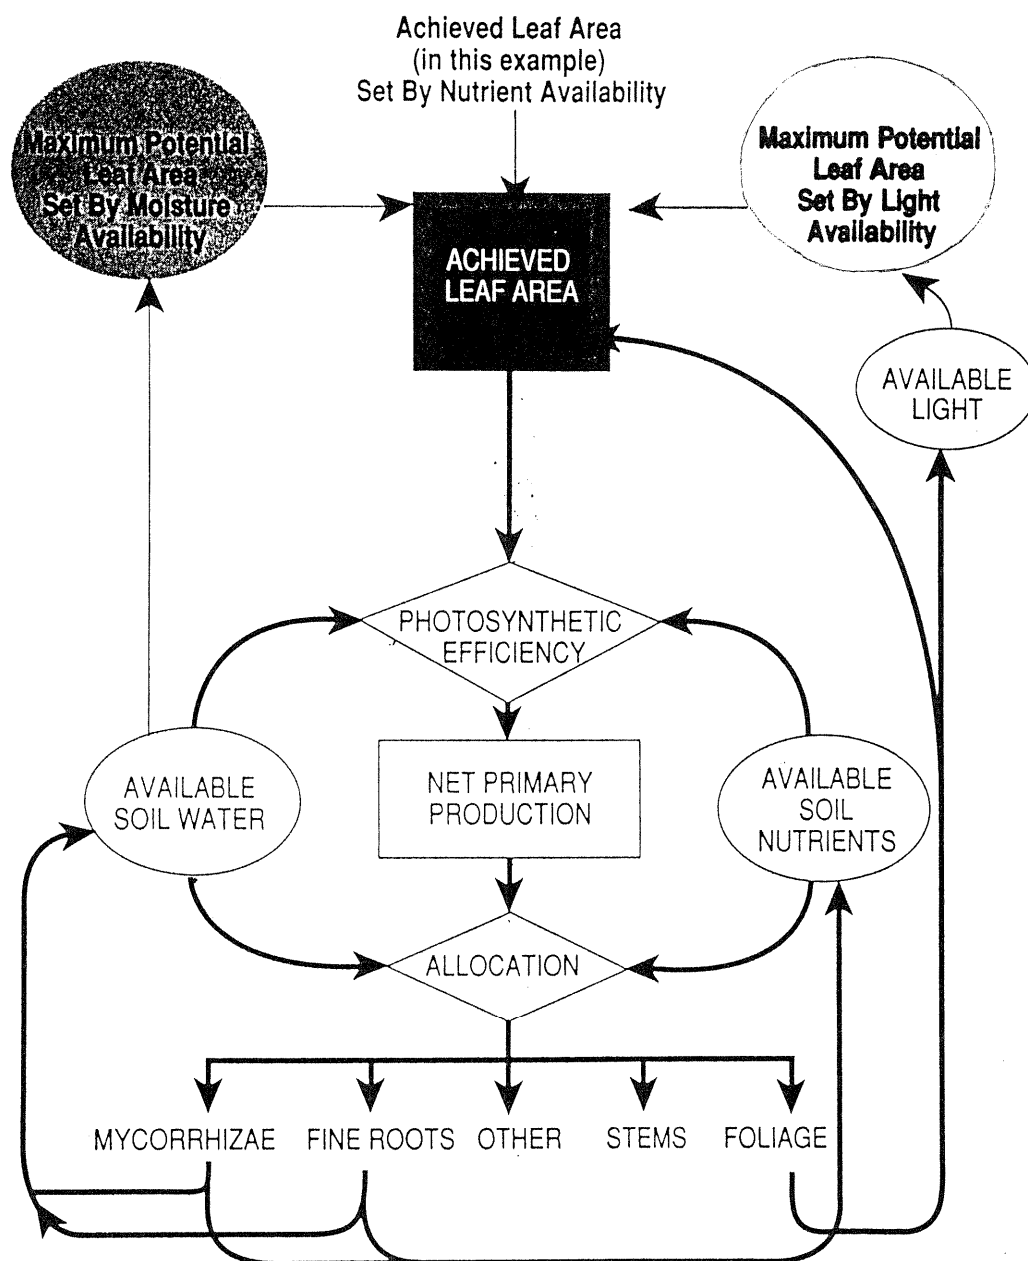 Achieved Leaf Area
(in this example)
Set By Nutrient Availability
Maximum Potential
Leaf Area
Set By Moisture
Availability
Maximum Potential
Leaf Area
Set By Light
Availability
ACHIEVED
LEAF AREA
AVAILABLE
LIGHT
PHOTOSYNTHETIC
EFFICIENCY
AVAILABLE
SOIL WATER
NET PRIMARY
PRODUCTION
AVAILABLE
SOIL
NUTRIENTS
ALLOCATION
MYCORRHIZAE
FINE ROOTS
OTHER
STEMS
FOLIAGE